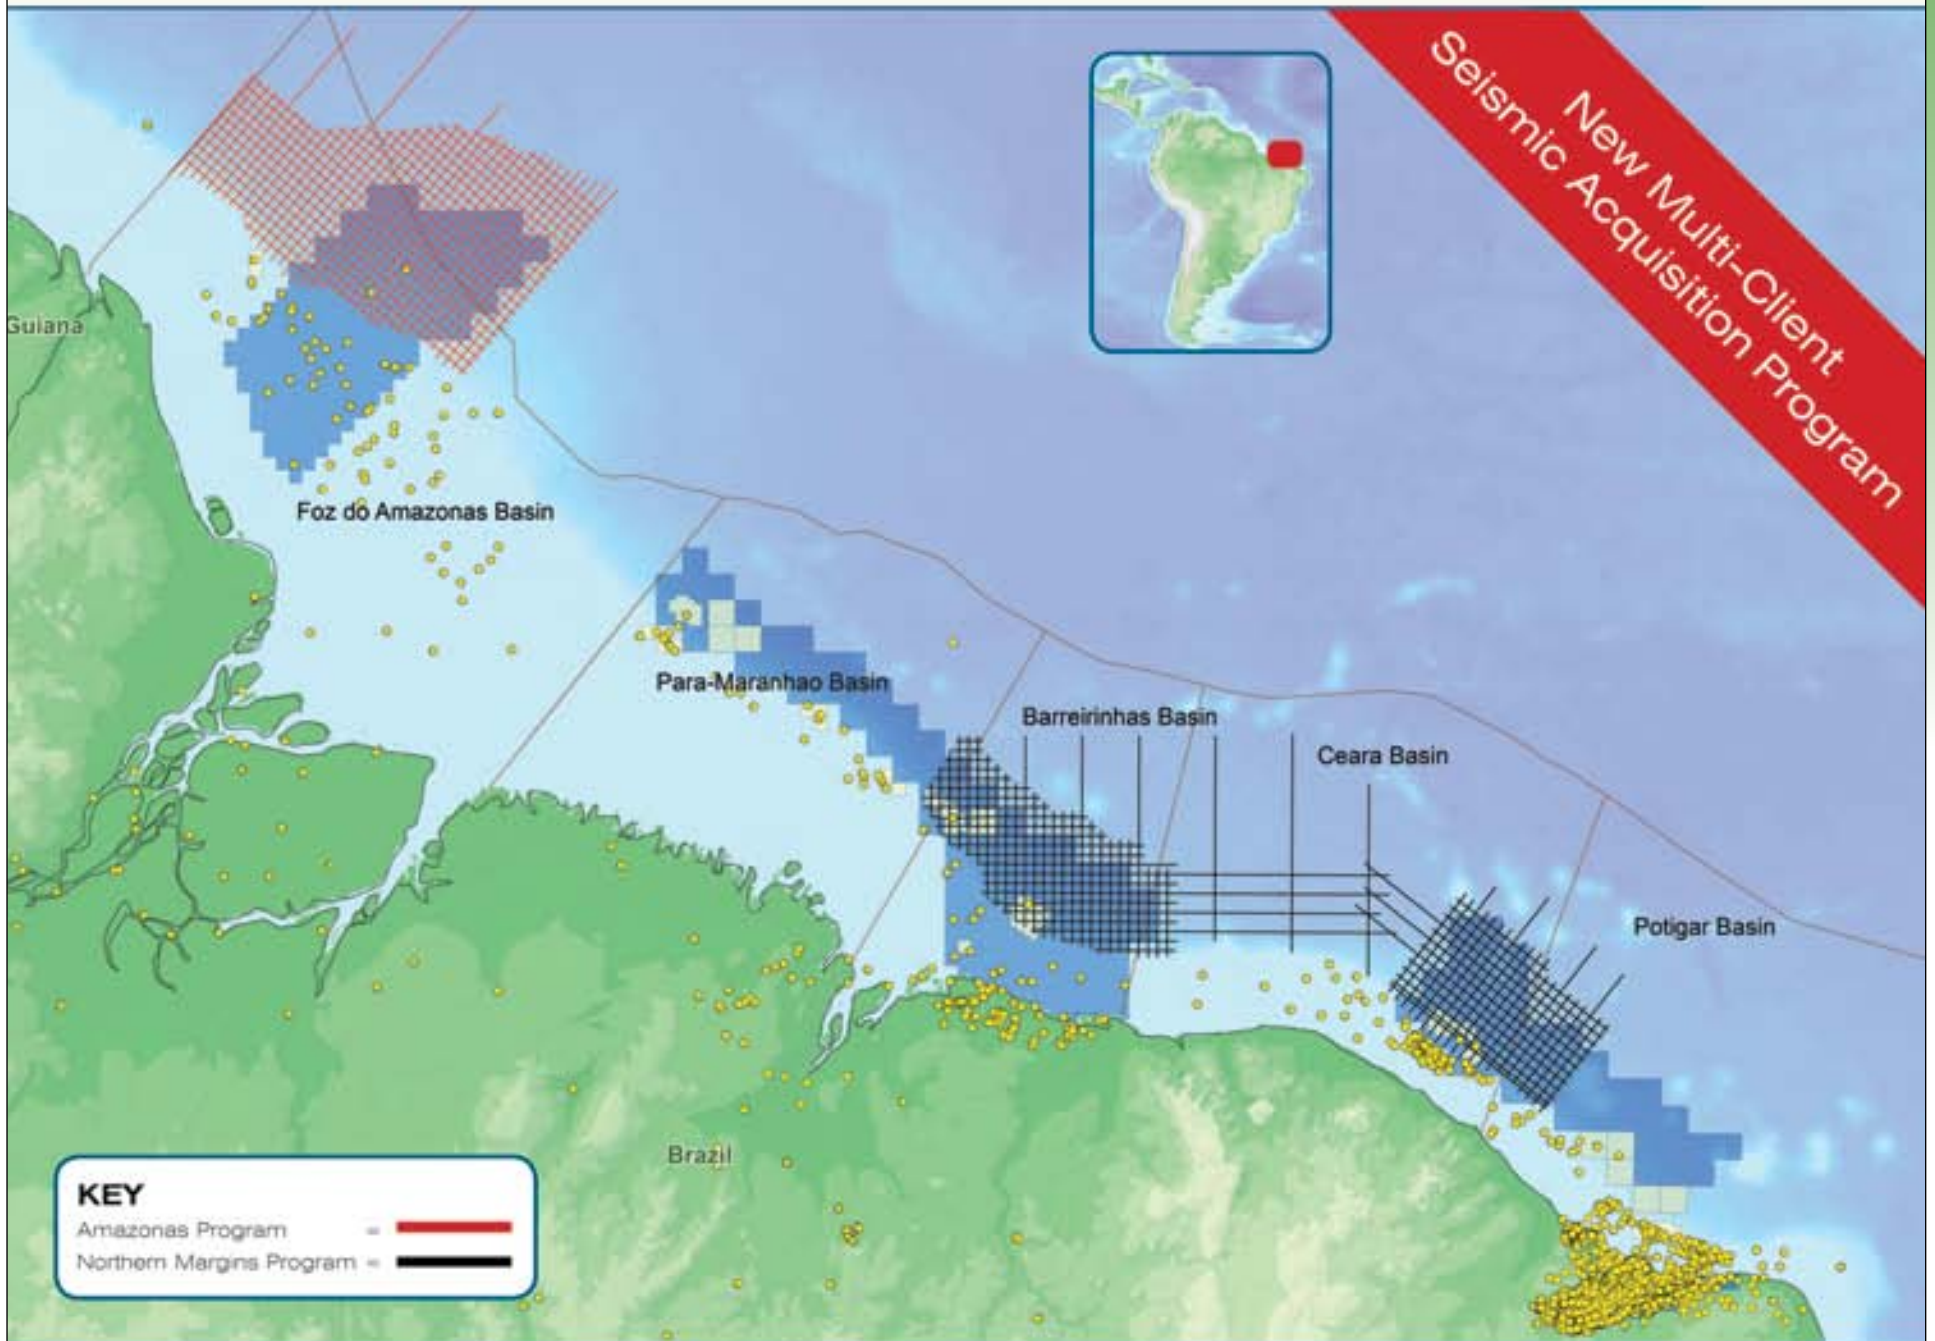 New Multi-Client
Seismic Acquisition Program
Guiana
Foz do Amazonas Basin
Para-Maranhao Basin
Barreirinhas Basin
Ceara Basin
Potigar Basin
Brazil
KEY
Amazonas Program =
Northern Margins Program =